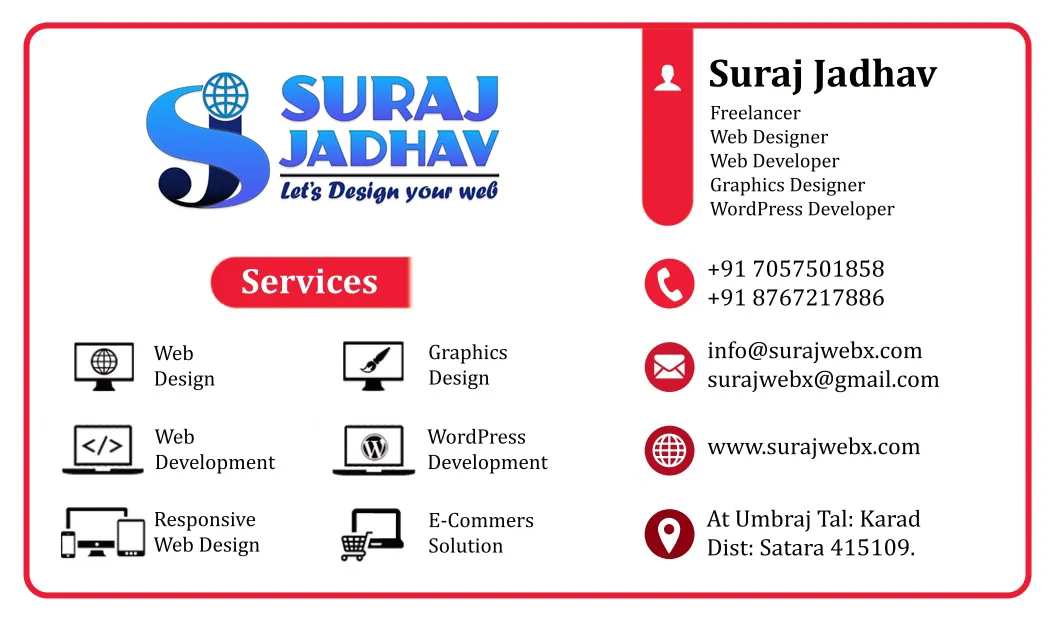 SURAJ
JADHAV
Let's Design your web
Suraj Jadhav
Freelancer
Web Designer
Web Developer
Graphics Designer
WordPress Developer
+91 7057501858
+91 8767217886
info@surajwebx.com
surajwebx@gmail.com
www.surajwebx.com
At Umbraj Tal: Karad
Dist: Satara 415109.
Services
Web
Design
Graphics
Design
Web
Development
WordPress
Development
Responsive
Web Design
E-Commers
Solution